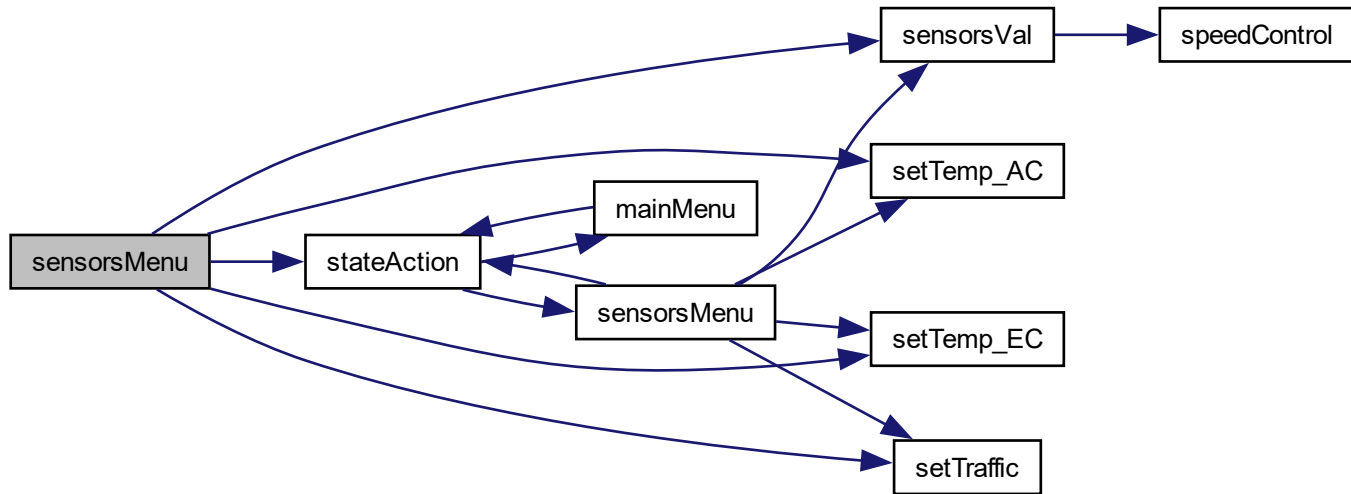 sensorsMenu
stateAction
mainMenu
sensorsMenu
sensorsVal
speedControl
setTemp_AC
setTemp_EC
setTraffic